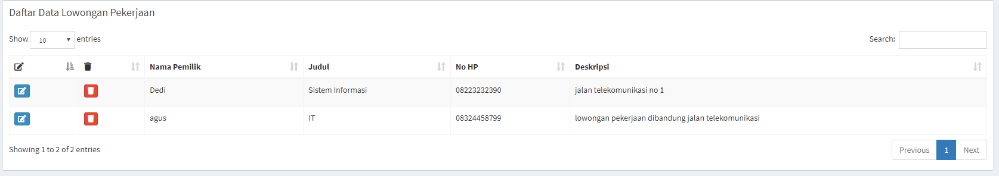 Daftar Data Lowongan Pekerjaan
Show 10 entries Search:
Nama Pemilik Judul No HP Deskripsi
Dedi Sistem Informasi 08223232390 jalan telekomunikasi no 1
agus IT 08324458799 lowongan pekerjaan dibandung jalan telekomunikasi
Showing 1 to 2 of 2 entries Previous 1 Next